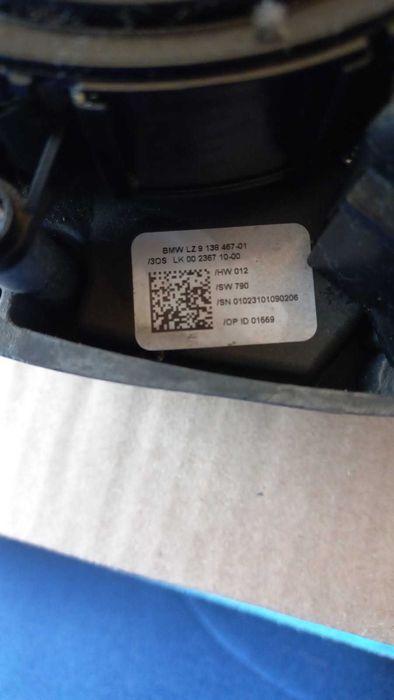 BMW LZ 9 138 467-01
/3OS LK 00 2367 10-00
/HW 012
/SW 790
/SN 01023101090206
/OP ID 01669